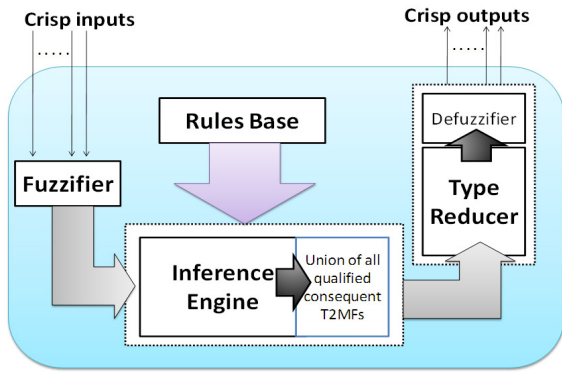 Crisp inputs
.....
Crisp outputs
.....
Rules Base
Defuzzifier
Fuzzifier
Type
Reducer
Inference
Engine
Union of all
qualified
consequent
T2MFs